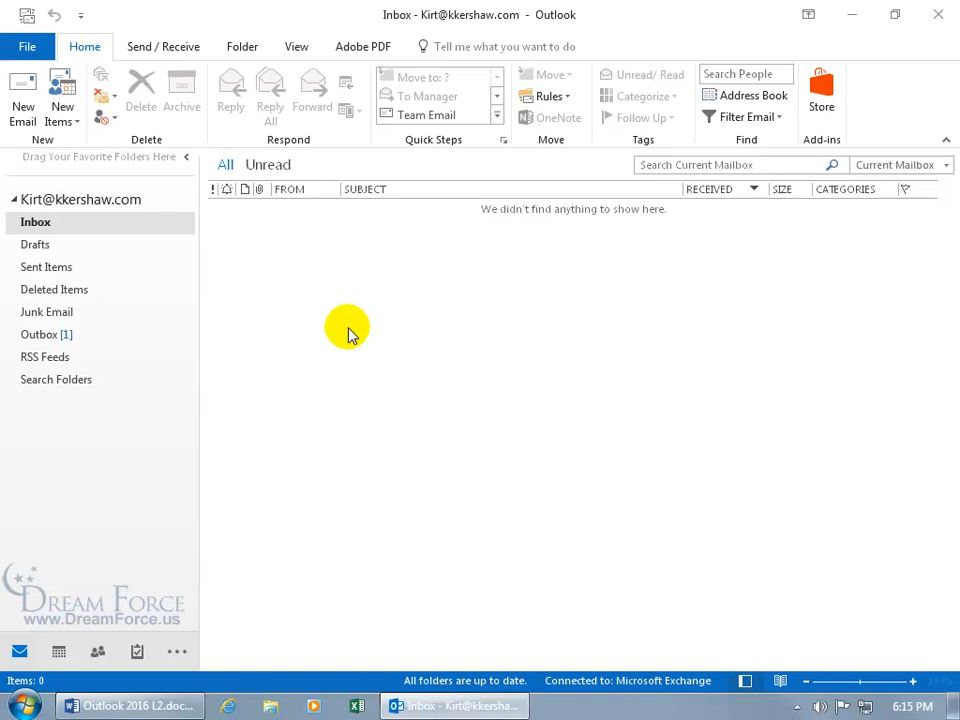 Inbox - Kirt@kkershaw.com - Outlook
File Home Send / Receive Folder View Adobe PDF Tell me what you want to do
New Email
New Items
Delete
Archive
Reply
Reply All
Forward
Move to: ?
To Manager
Team Email
Move
Rules
OneNote
Unread/ Read
Categorize
Follow Up
Search People
Address Book
Filter Email
Store
New Delete Respond Quick Steps Move Tags Find Add-ins
Drag Your Favorite Folders Here
All Unread
Search Current Mailbox
Current Mailbox
! FROM SUBJECT RECEIVED SIZE CATEGORIES
We didn't find anything to show here.
Kirt@kkershaw.com
Inbox
Drafts
Sent Items
Deleted Items
Junk Email
Outbox [1]
RSS Feeds
Search Folders
DREAM FORCE
www.DreamForce.us
Items: 0 All folders are up to date. Connected to: Microsoft Exchange
Outlook 2016 L2.doc...
Inbox - Kirt@kkersha...
6:15 PM